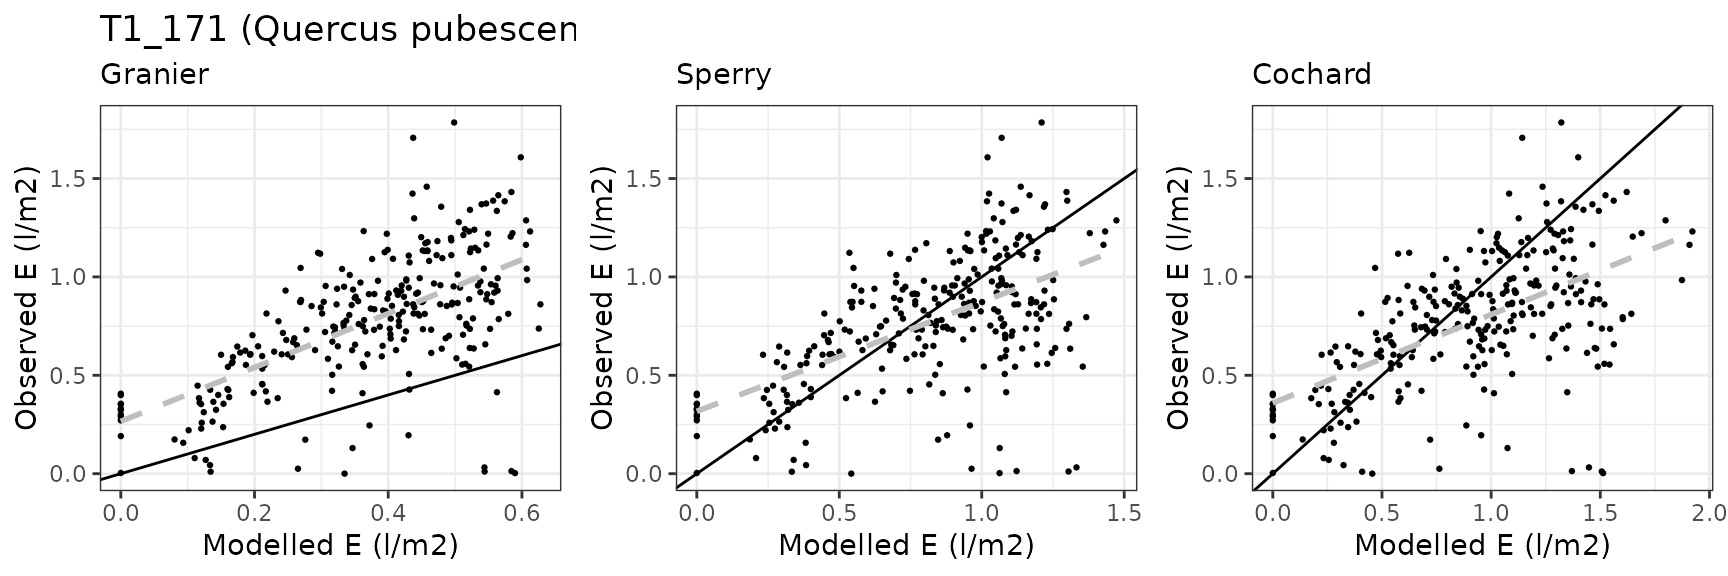 T1_171 (Quercus pubescen
Granier
Sperry
Cochard
Observed E (l/m2)
1.5
1.0
0.5
0.0
0.0 0.2 0.4 0.6
Modelled E (l/m2)
Observed E (l/m2)
1.5
1.0
0.5
0.0
0.0 0.5 1.0 1.5
Modelled E (l/m2)
Observed E (l/m2)
1.5
1.0
0.5
0.0
0.0 0.5 1.0 1.5 2.0
Modelled E (l/m2)